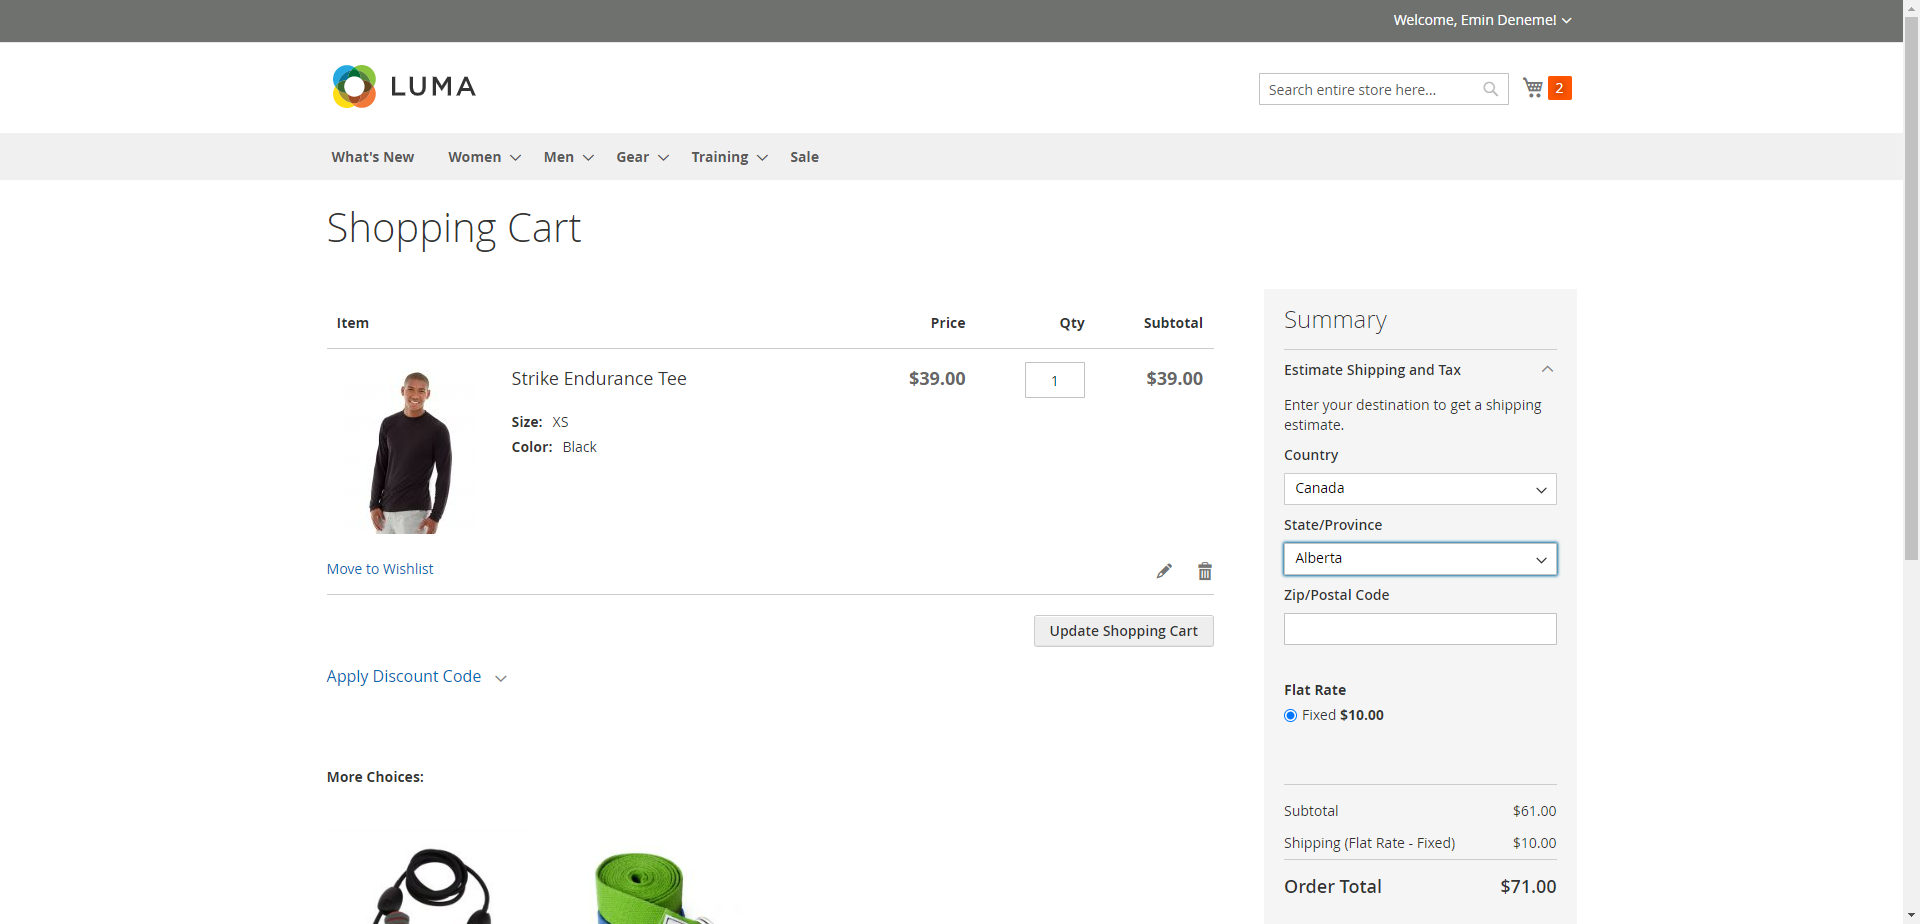 Welcome, Emin Denemel
LUMA
Search entire store here...
2
What's New Women Men Gear Training Sale
Shopping Cart
Item Price Qty Subtotal
Strike Endurance Tee $39.00 1 $39.00
Size: XS
Color: Black
Move to Wishlist
Update Shopping Cart
Apply Discount Code
More Choices:
Summary
Estimate Shipping and Tax
Enter your destination to get a shipping
estimate.
Country
Canada
State/Province
Alberta
Zip/Postal Code
Flat Rate
Fixed $10.00
Subtotal $61.00
Shipping (Flat Rate - Fixed) $10.00
Order Total $71.00